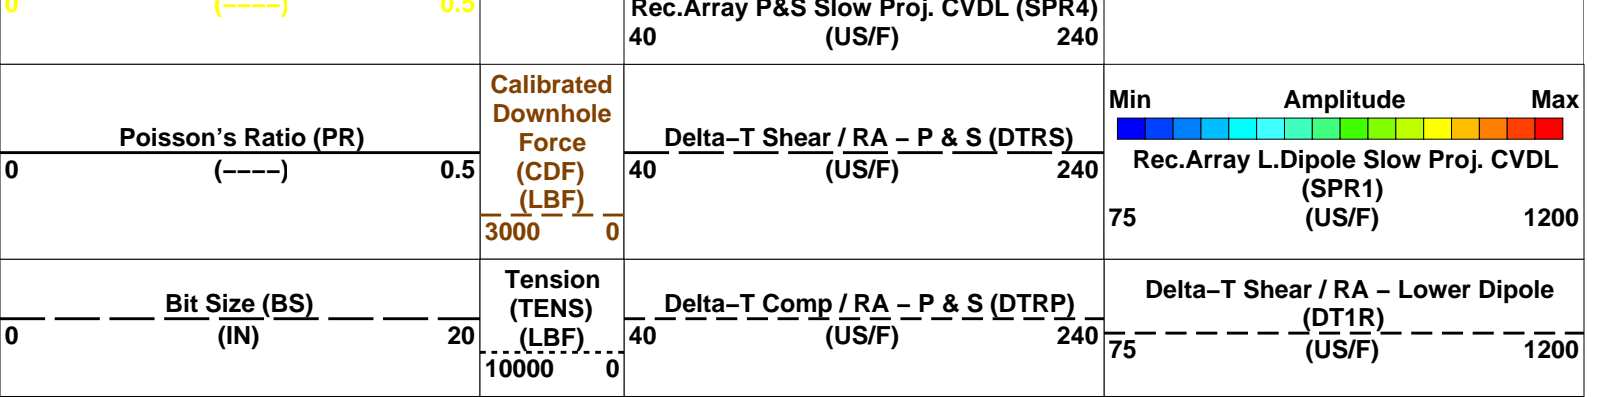 0 (----) 0.5
Rec.Array P&S Slow Proj. CVDL (SPR4)
40 (US/F) 240
Poisson's Ratio (PR)
0 (----) 0.5
Calibrated
Downhole
Force
(CDF)
(LBF)
3000 0
Delta-T Shear / RA - P & S (DTRS)
40 (US/F) 240
Min Amplitude Max
Rec.Array L.Dipole Slow Proj. CVDL
(SPR1)
75 (US/F) 1200
Bit Size (BS)
0 (IN) 20
Tension
(TENS)
(LBF)
10000 0
Delta-T Comp / RA - P & S (DTRP)
40 (US/F) 240
Delta-T Shear / RA - Lower Dipole
(DT1R)
75 (US/F) 1200